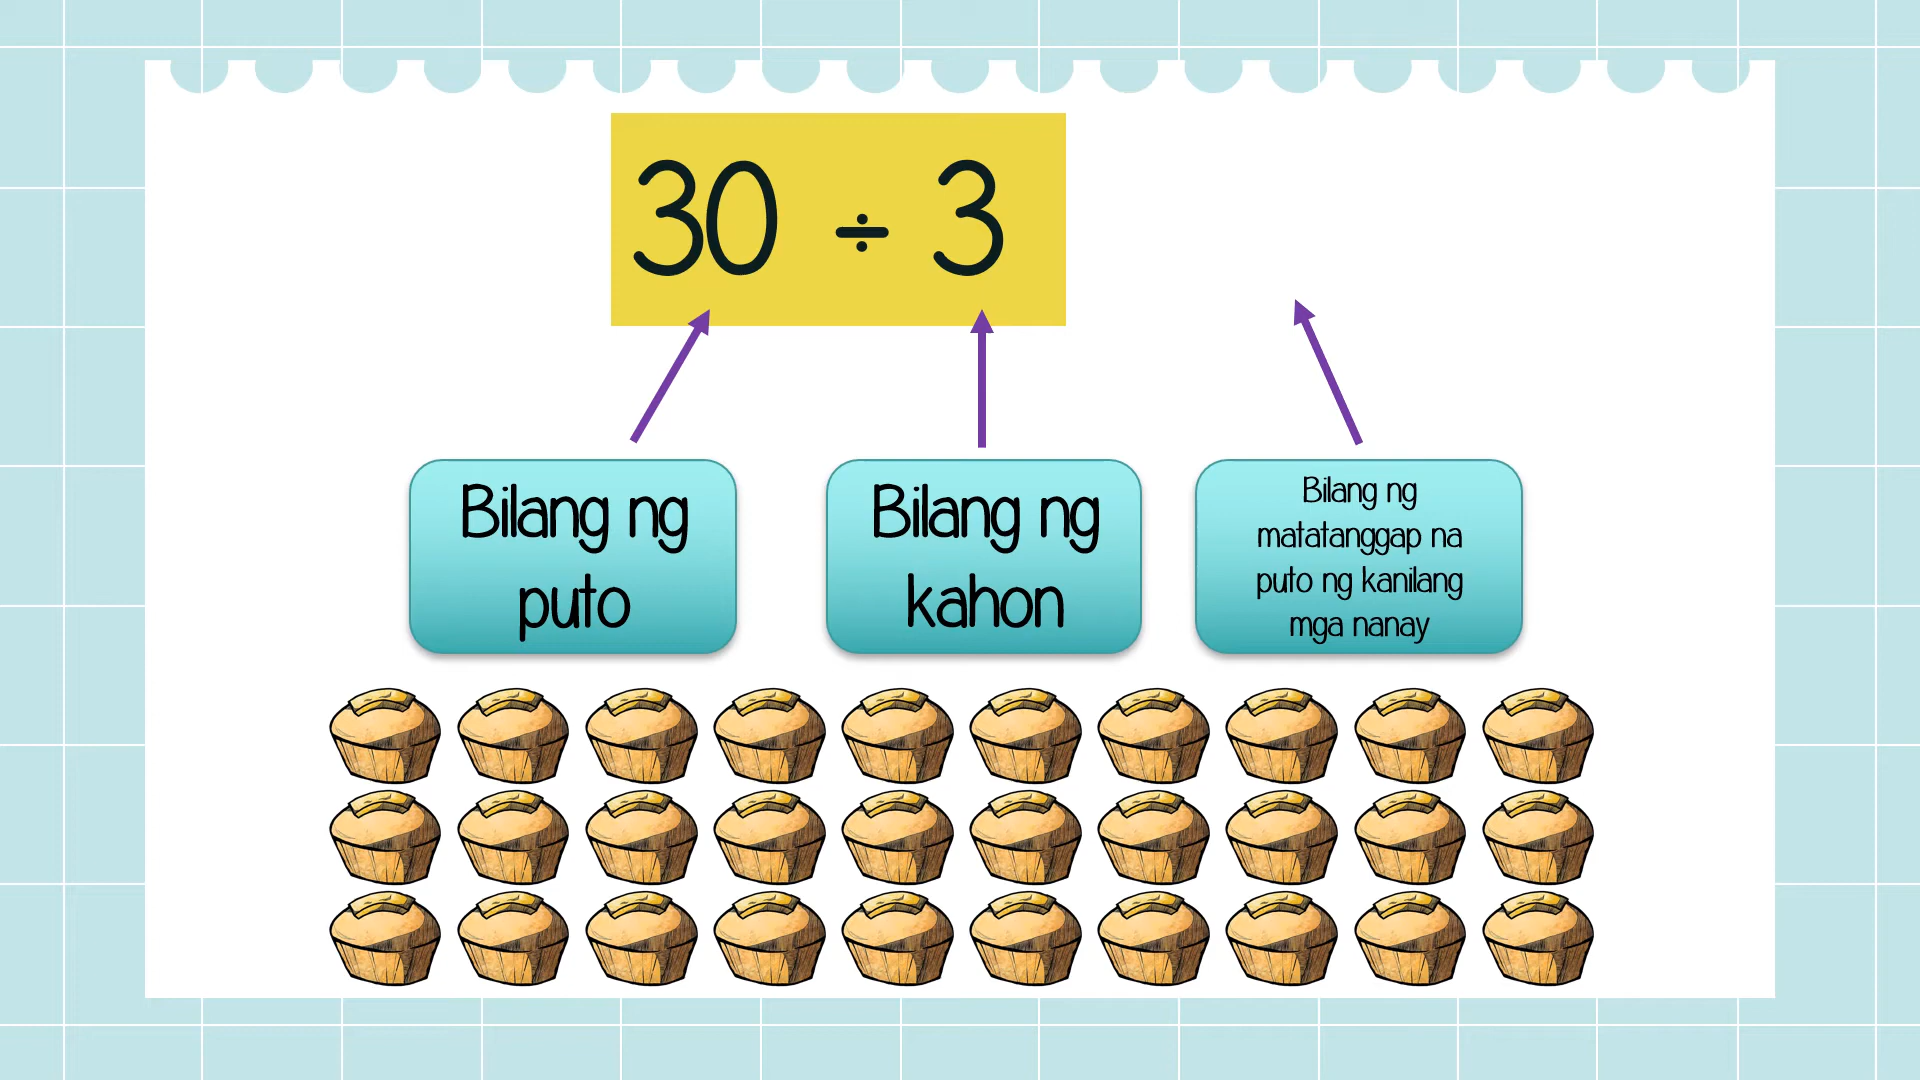 30 ÷ 3
Bilang ng
puto
Bilang ng
kahon
Bilang ng
matatanggap na
puto ng kanilang
mga nanay